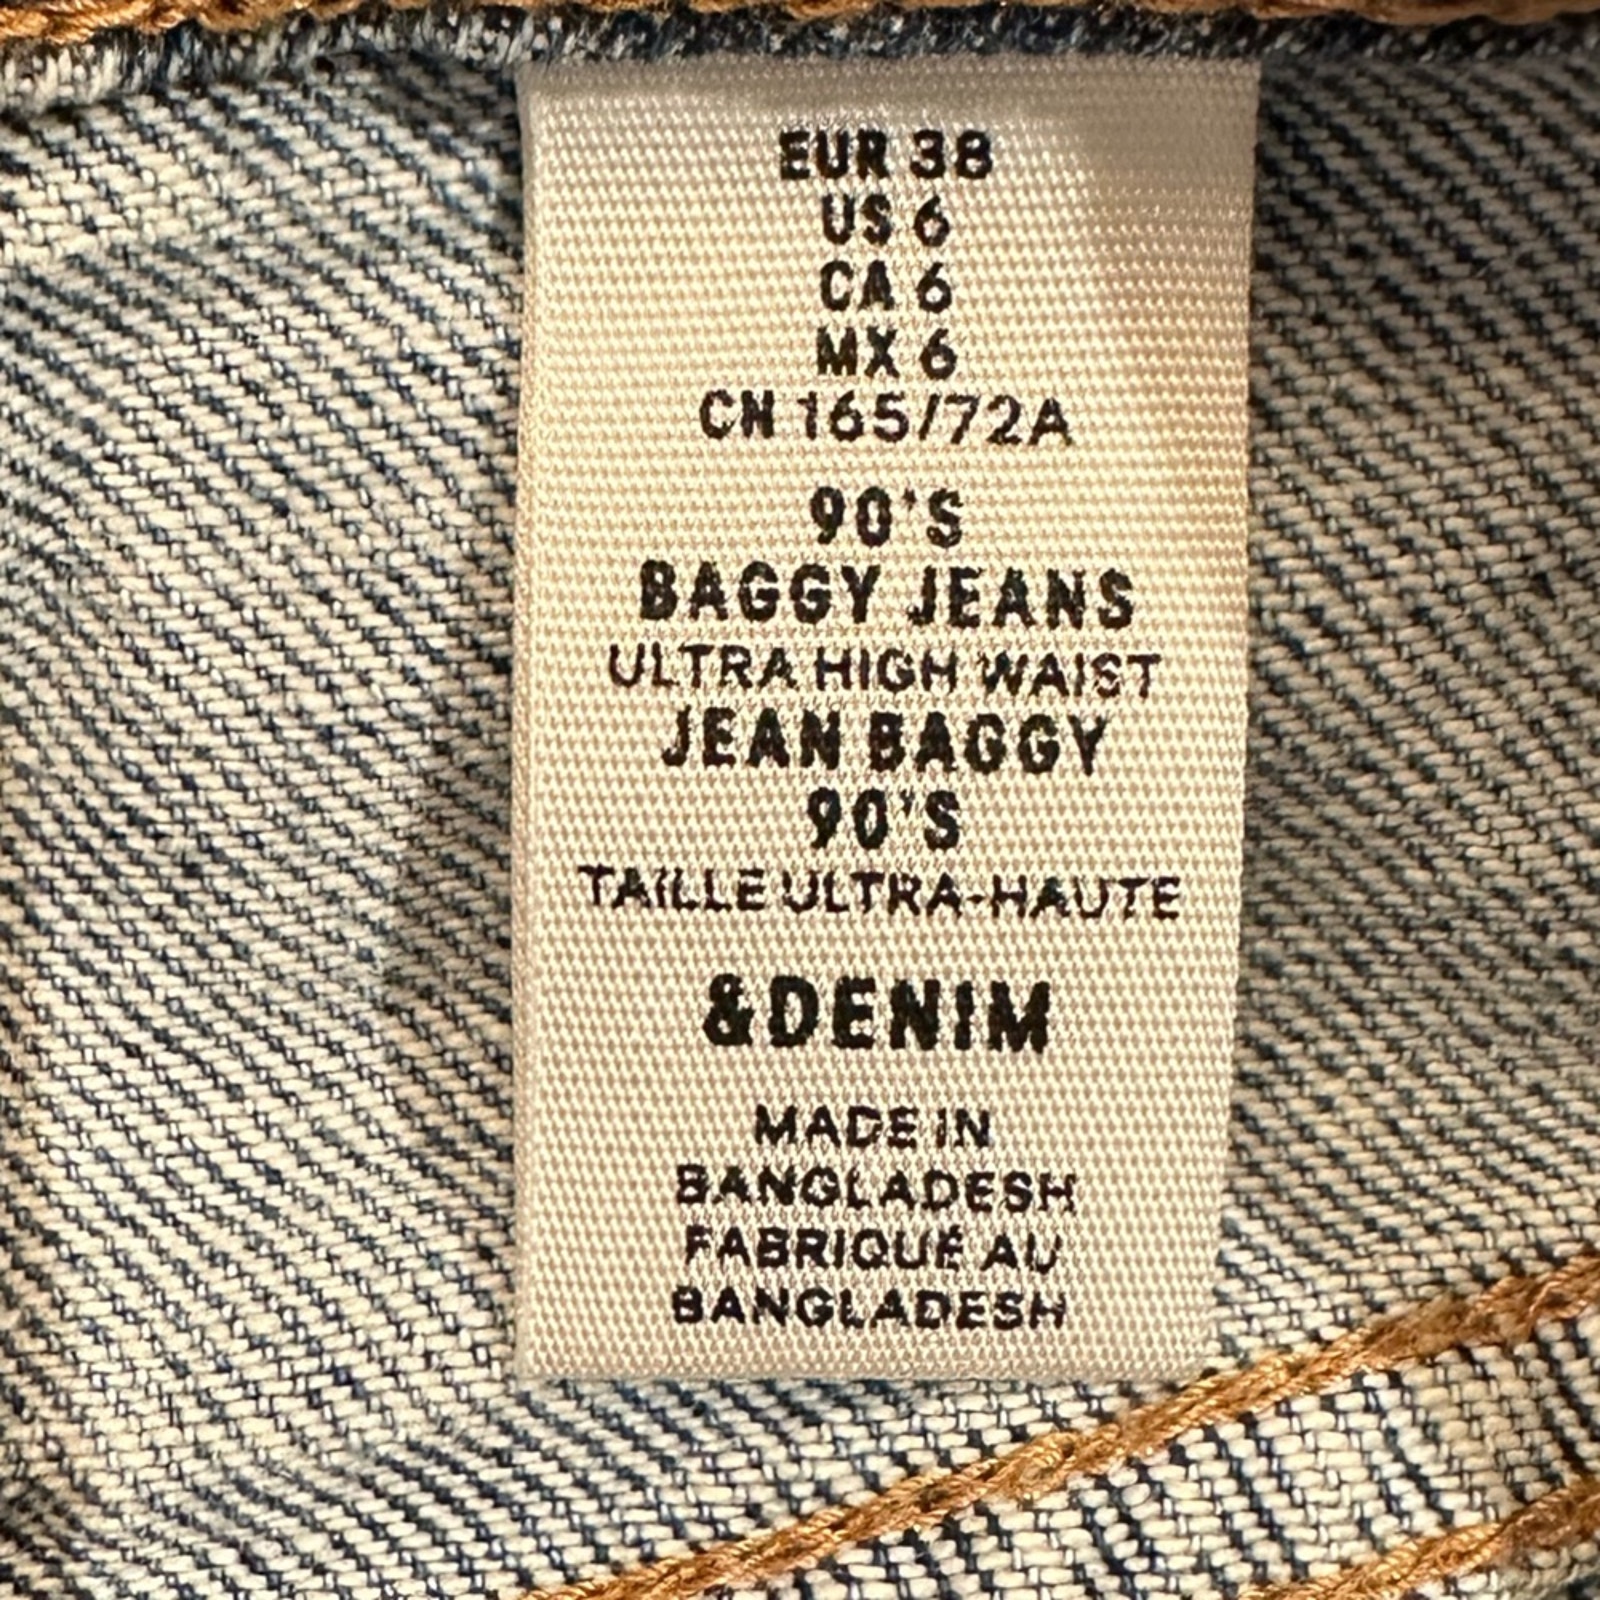 EUR 38
US 6
CA 6
MX 6
CN 165/72A
90'S
BAGGY JEANS
ULTRA HIGH WAIST
JEAN BAGGY
90'S
TAILLE ULTRA-HAUTE
&DENIM
MADE IN
BANGLADESH
FABRIQUÉ AU
BANGLADESH